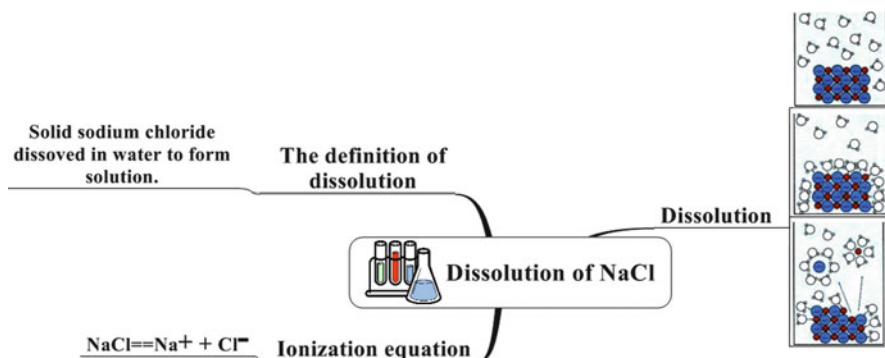 Solid sodium chloride
dissoved in water to form
solution.
The definition of
dissolution
Dissolution
Dissolution of NaCl
NaCl==Na+ + Cl-
Ionization equation